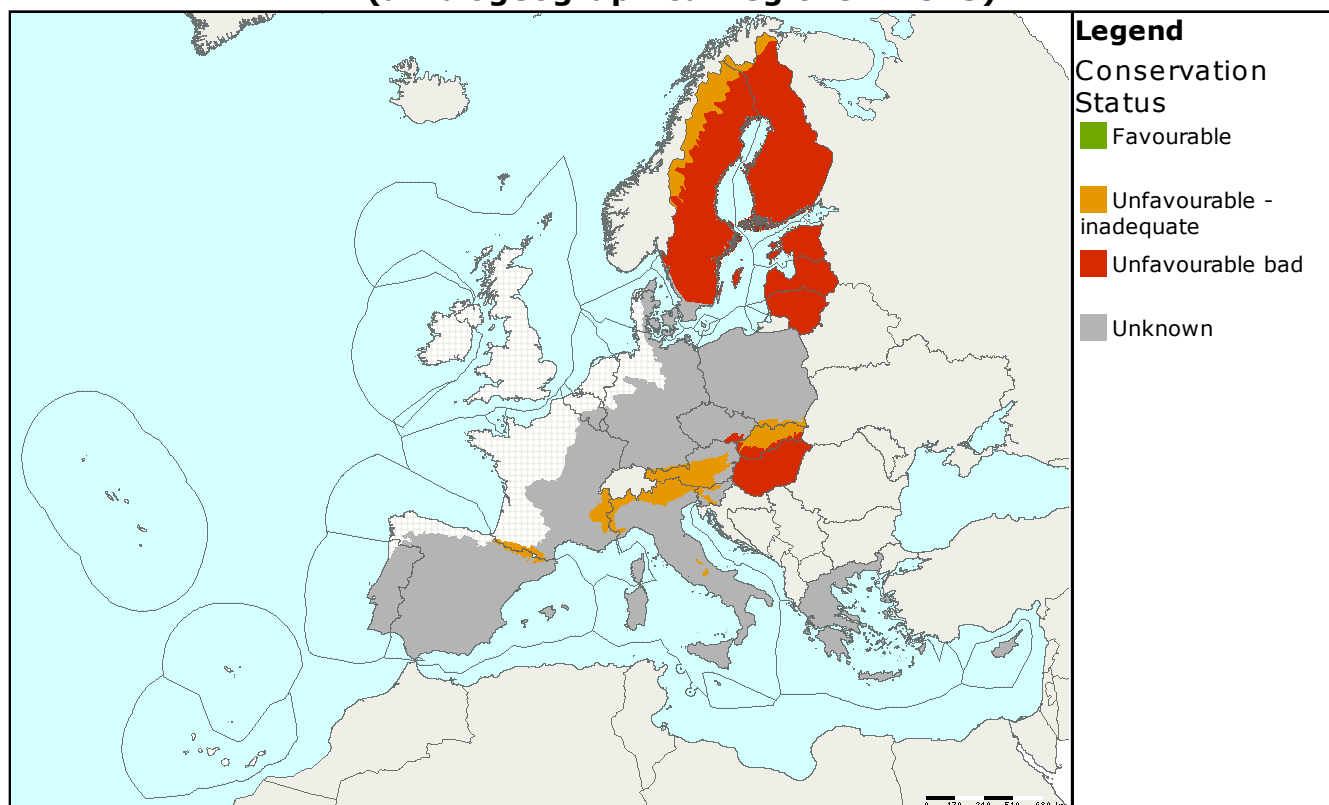 Legend
Conservation
Status
Favourable
Unfavourable -
inadequate
Unfavourable bad
Unknown